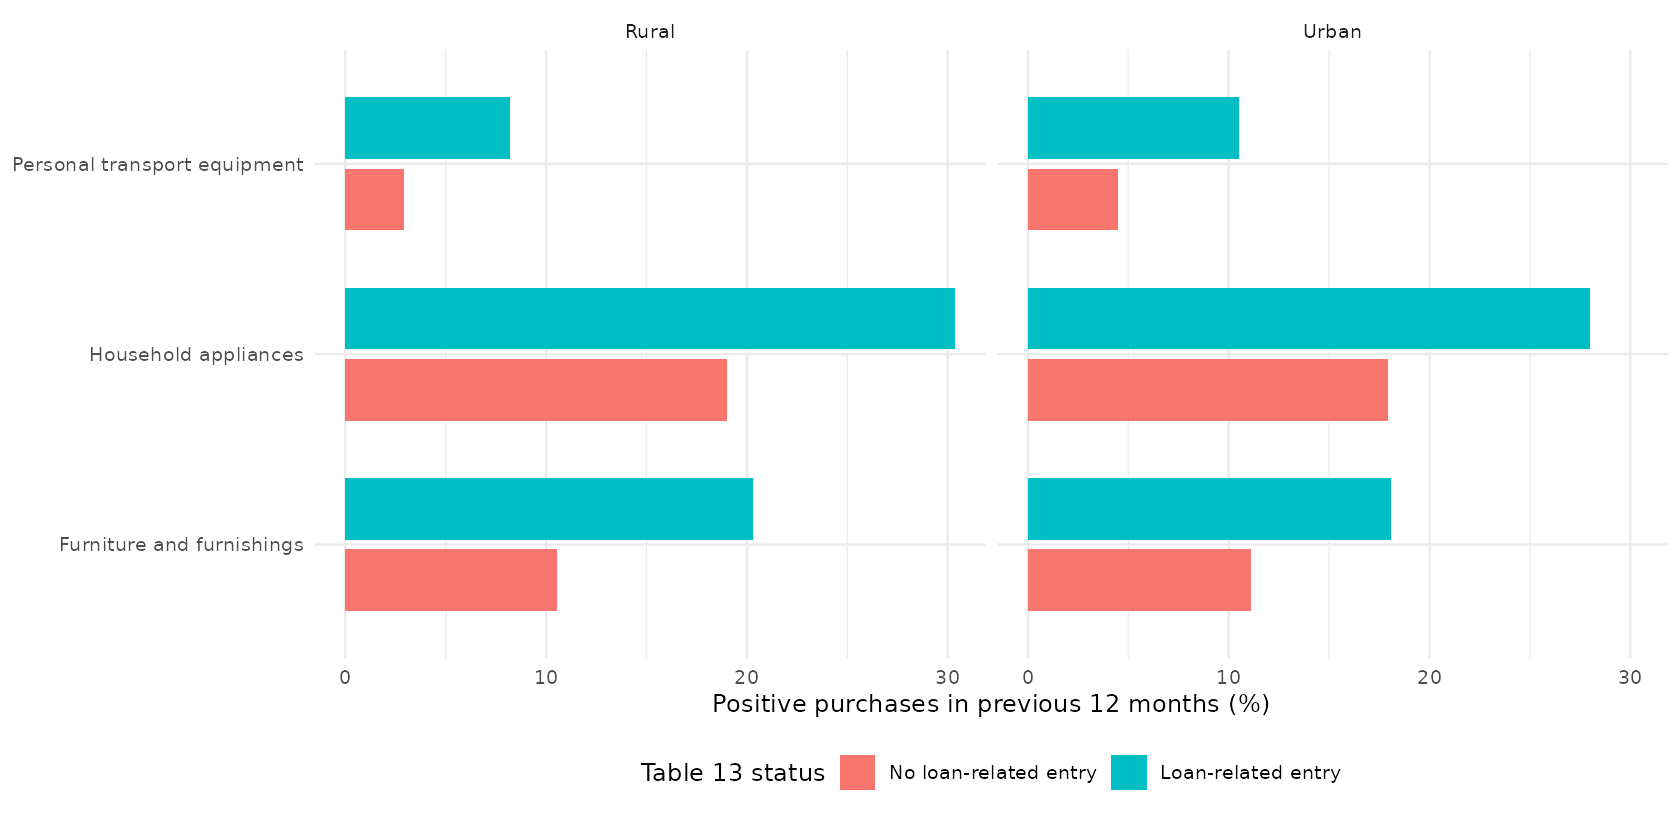 Rural Urban
Personal transport equipment
Household appliances
Furniture and furnishings
0 10 20 30 0 10 20 30
Positive purchases in previous 12 months (%)
Table 13 status No loan-related entry Loan-related entry